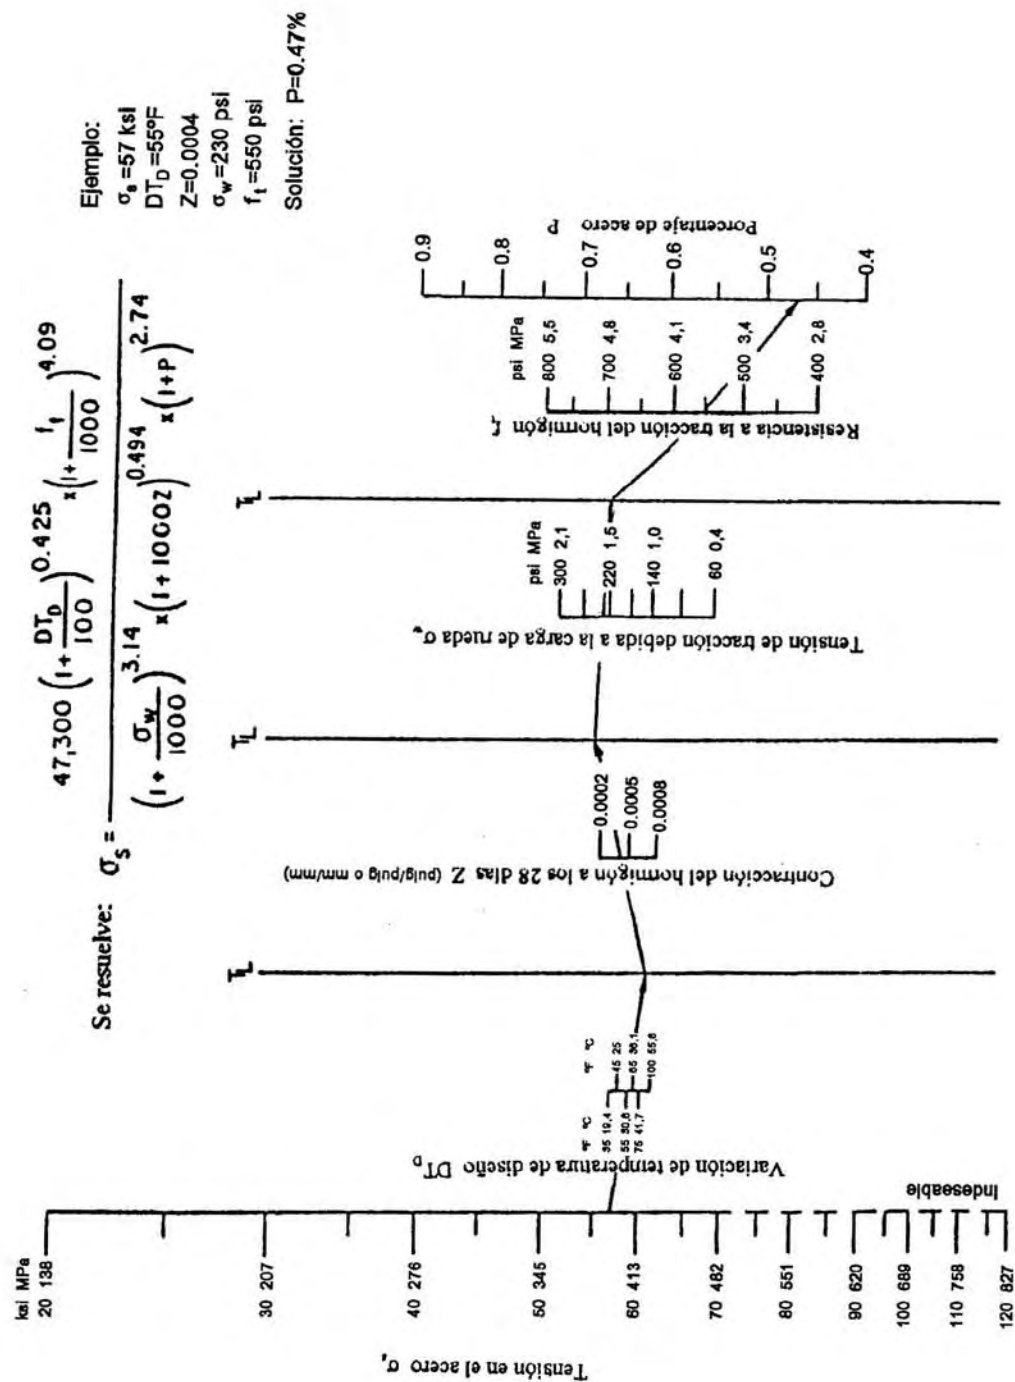 Ejemplo:
σs =57 ksi
DT_D =55ºF
Z=0.0004
σw =230 psi
f_t =550 psi
Solución: P=0.47%
Se resuelve: σ_S = 47,300 (1+ DT_D/100)^0.425 x (1+ f_t/1000)^4.09 / (1 + σw/1000)^3.14 x (1+1000Z)^0.494 x (1+P)^2.74
ksi MPa
20 138
30 207
40 276
50 345
60 413
70 482
80 551
90 620
100 689
110 758
120 827
Tensión en el acero σs
Indeseable
Variación de temperatura de diseño DT_D
ºF ºC
35 19,4
55 30,6
75 41,7
ºF ºC
45 25
65 36,1
100 55,6
TL
Contracción del hormigón a los 28 días Z (pulg/pulg o mm/mm)
0.0002
0.0005
0.0008
TL
Tensión de tracción debida a la carga de rueda σw
psi MPa
300 2,1
220 1,5
140 1,0
60 0,4
TL
Resistencia a la tracción del hormigón f_t
psi MPa
800 5,5
700 4,8
600 4,1
500 3,4
400 2,8
Porcentaje de acero P
0.9
0.8
0.7
0.6
0.5
0.4